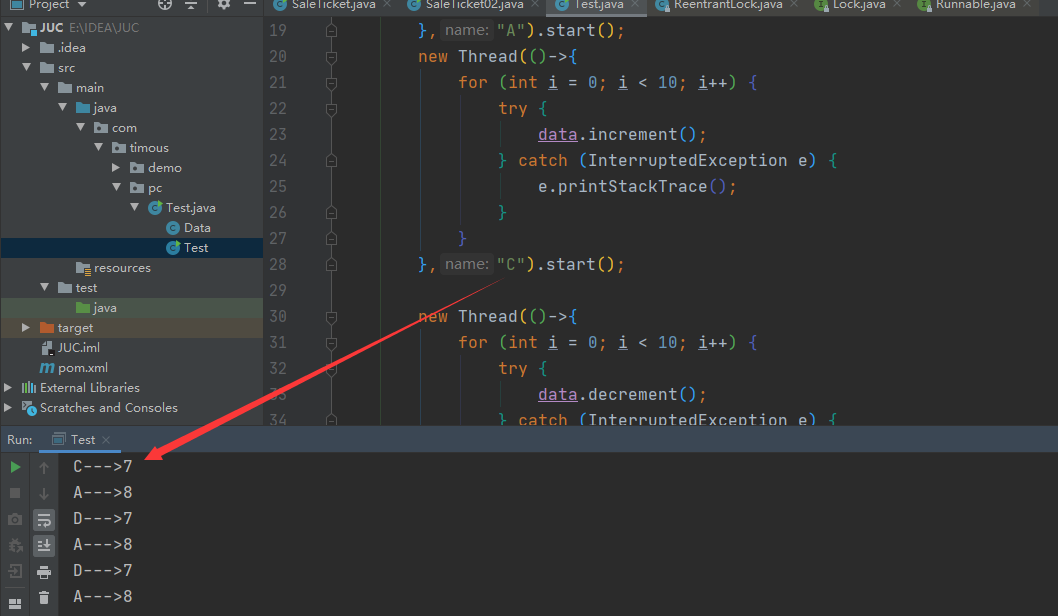 Project
SaleTicket.java
SaleTicket02.java
Test.java
ReentrantLock.java
Lock.java
Runnable.java
JUC E:\IDEA\JUC
.idea
src
main
java
com
timous
demo
pc
Test.java
Data
Test
resources
test
java
target
JUC.iml
pom.xml
External Libraries
Scratches and Consoles
19 }, name: "A").start();
20 new Thread(()->{
21 for (int i = 0; i < 10; i++) {
22 try {
23 data.increment();
24 } catch (InterruptedException e) {
25 e.printStackTrace();
26 }
27 }
28 }, name: "C").start();
29
30 new Thread(()->{
31 for (int i = 0; i < 10; i++) {
32 try {
33 data.decrement();
34 } catch (InterruptedException e) {
Run: Test
C--->7
A--->8
D--->7
A--->8
D--->7
A--->8